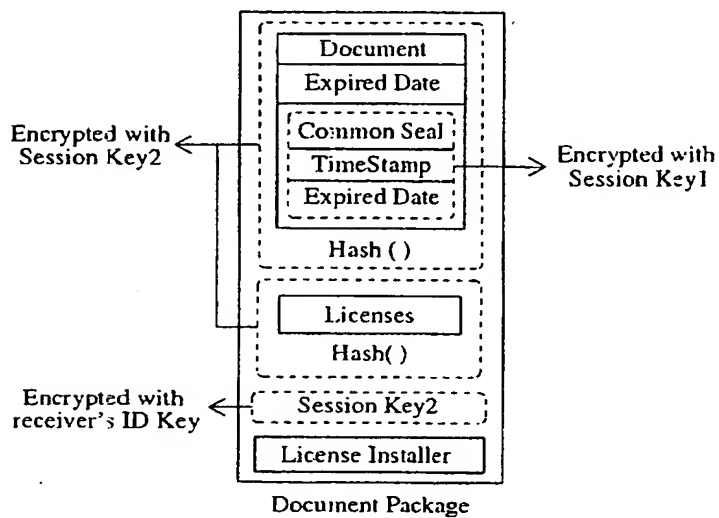 Document
Expired Date
Common Seal
TimeStamp
Expired Date
Hash ( )
Encrypted with
Session Key2
Encrypted with
Session Key1
Licenses
Hash( )
Encrypted with
receiver's ID Key
Session Key2
License Installer
Document Package